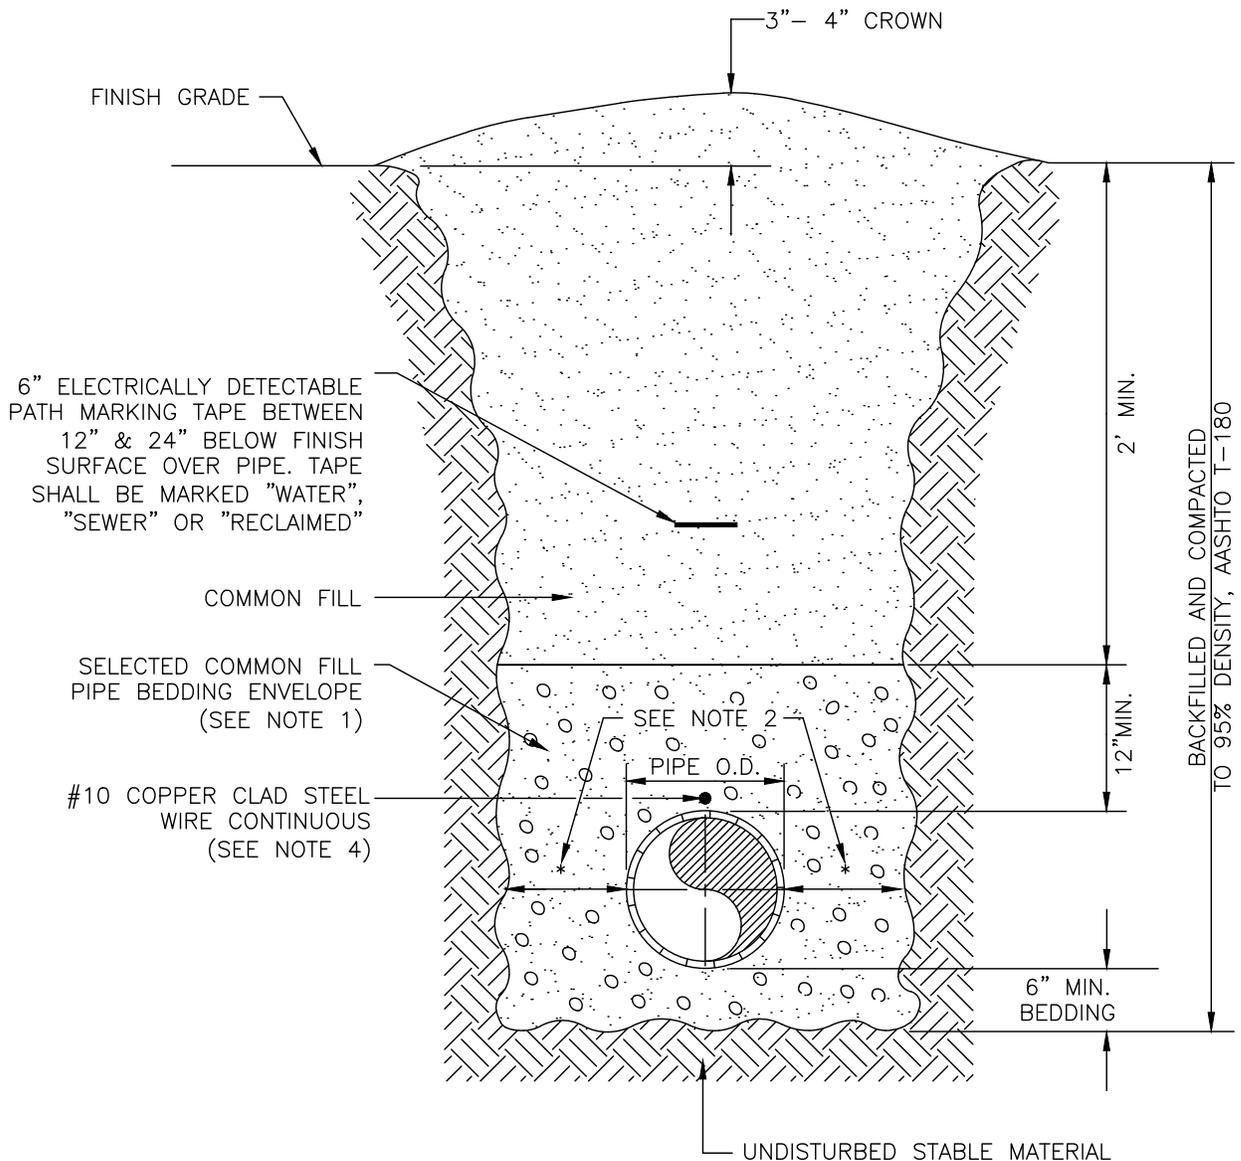 3"– 4" CROWN
FINISH GRADE
6" ELECTRICALLY DETECTABLE
PATH MARKING TAPE BETWEEN
12" & 24" BELOW FINISH
SURFACE OVER PIPE. TAPE
SHALL BE MARKED "WATER",
"SEWER" OR "RECLAIMED"
2' MIN.
BACKFILLED AND COMPACTED
TO 95% DENSITY, AASHTO T–180
COMMON FILL
SELECTED COMMON FILL
PIPE BEDDING ENVELOPE
(SEE NOTE 1)
SEE NOTE 2
12"MIN.
PIPE O.D.
#10 COPPER CLAD STEEL
WIRE CONTINUOUS
(SEE NOTE 4)
*
*
6" MIN.
BEDDING
UNDISTURBED STABLE MATERIAL